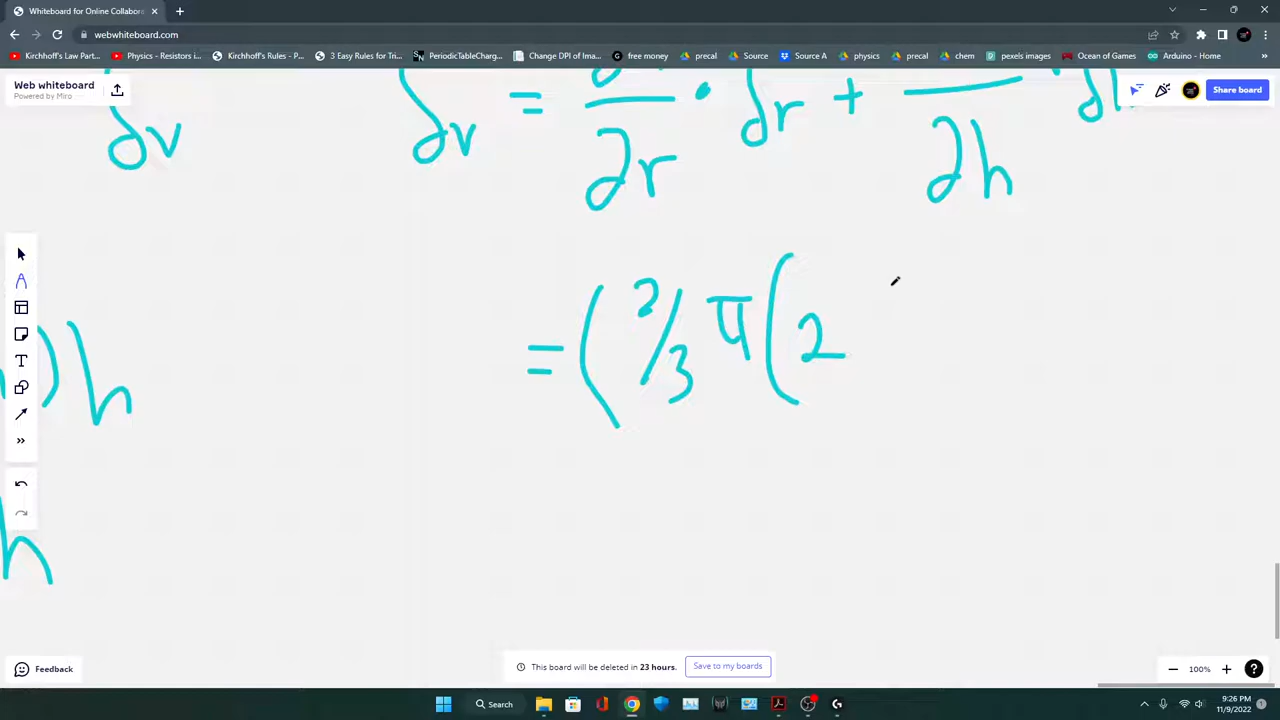 Whiteboard for Online Collabora
webwhiteboard.com
Kirchhoff's Law Part...
Physics - Resistors i...
Kirchhoff's Rules - P...
3 Easy Rules for Tri...
PeriodicTableCharg...
Change DPI of Ima...
free money
precal
Source
Source A
physics
precal
chem
pexels images
Ocean of Games
Arduino - Home
Web whiteboard
Powered by Miro
Share board
∂v
∂v = / ∂r · ∂r + / ∂h
= ( 2/3 π ( 2
) h
h
Feedback
This board will be deleted in 23 hours.
Save to my boards
100%
Search
9:26 PM
11/9/2022